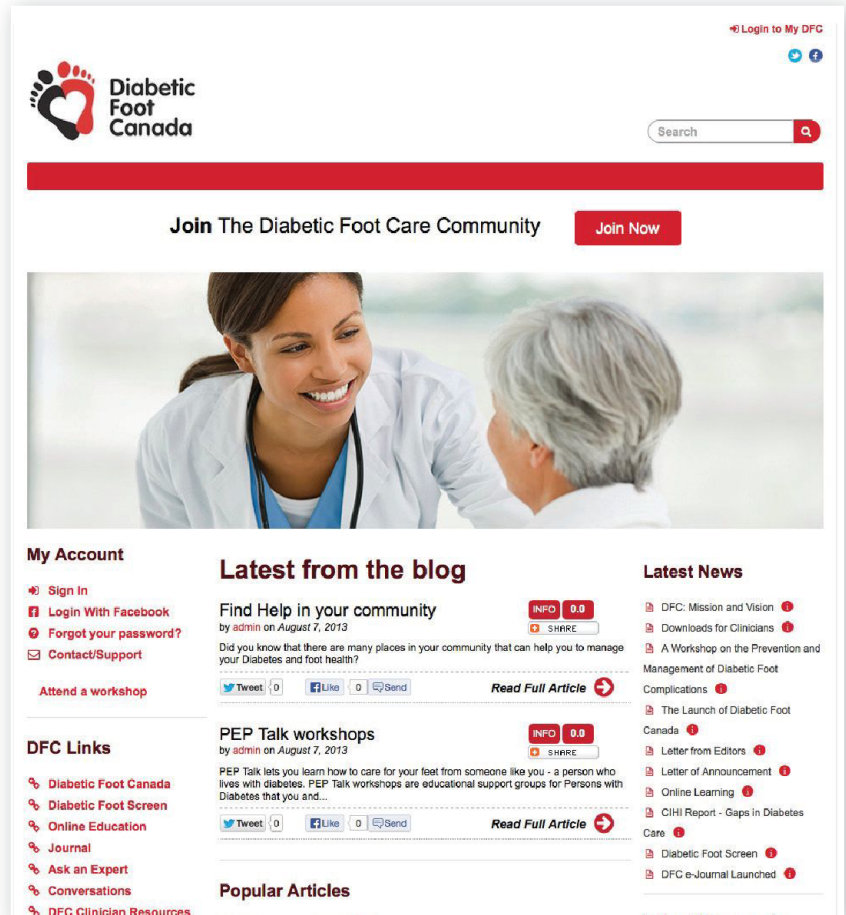 Login to My DFC
Diabetic
Foot
Canada
Search
Join The Diabetic Foot Care Community
Join Now
My Account
Sign In
Login With Facebook
Forgot your password?
Contact/Support
Attend a workshop
DFC Links
Diabetic Foot Canada
Diabetic Foot Screen
Online Education
Journal
Ask an Expert
Conversations
DFC Clinician Resources
Latest from the blog
Find Help in your community
INFO 0.0
by admin on August 7, 2013
SHARE
Did you know that there are many places in your community that can help you to manage
your Diabetes and foot health?
Tweet 0 Like 0 Send Read Full Article
PEP Talk workshops
INFO 0.0
by admin on August 7, 2013
SHARE
PEP Talk lets you learn how to care for your feet from someone like you - a person who
lives with diabetes. PEP Talk workshops are educational support groups for Persons with
Diabetes that you and...
Tweet 0 Like 0 Send Read Full Article
Popular Articles
Latest News
DFC: Mission and Vision
Downloads for Clinicians
A Workshop on the Prevention and
Management of Diabetic Foot
Complications
The Launch of Diabetic Foot
Canada
Letter from Editors
Letter of Announcement
Online Learning
CIHI Report - Gaps in Diabetes
Care
Diabetic Foot Screen
DFC e-Journal Launched